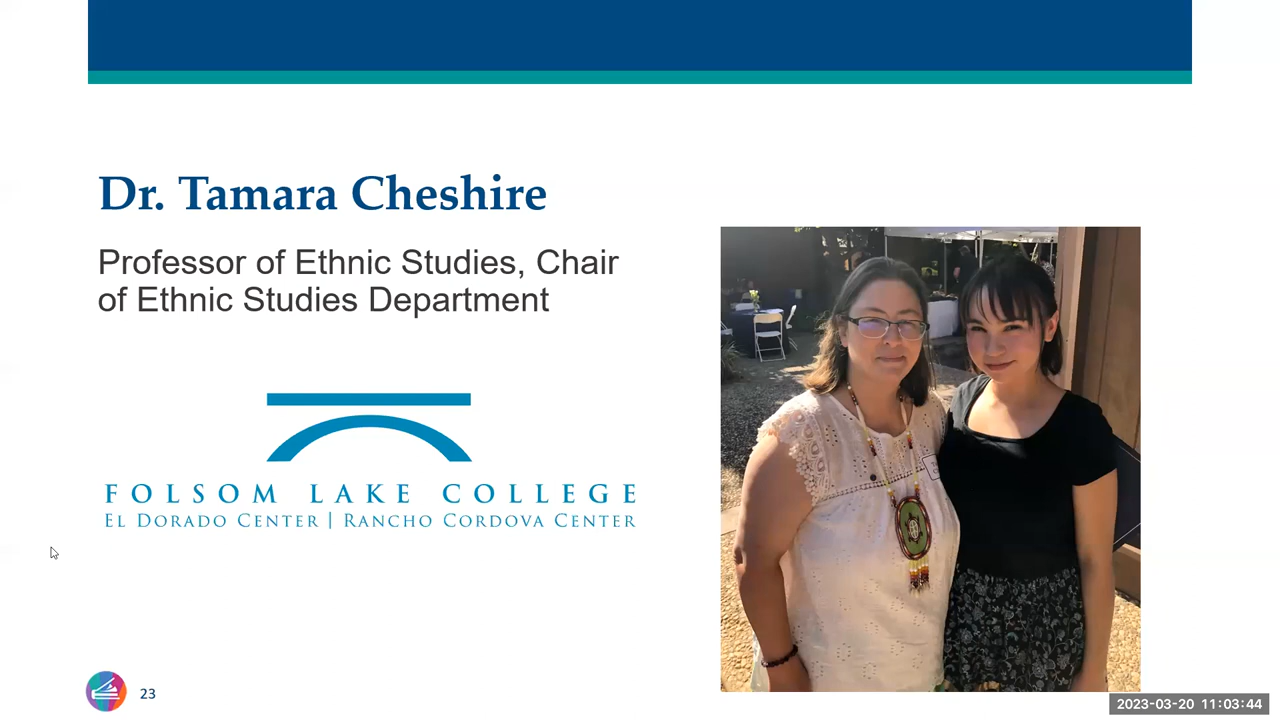 Dr. Tamara Cheshire
Professor of Ethnic Studies, Chair
of Ethnic Studies Department
FOLSOM LAKE COLLEGE
EL DORADO CENTER | RANCHO CORDOVA CENTER
23
2023-03-20 11:03:44